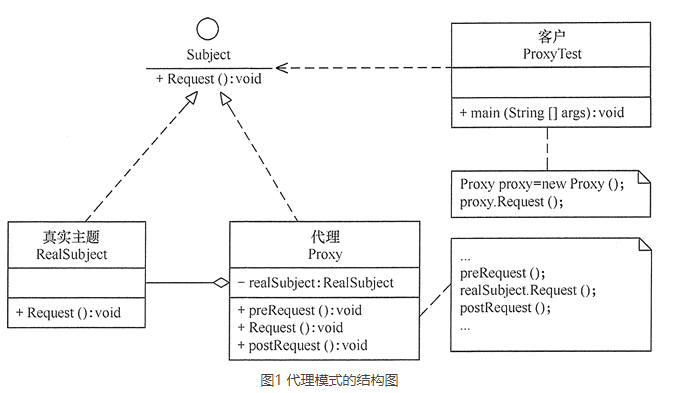 Subject
+ Request():void
客户
ProxyTest
+ main (String [] args):void
Proxy proxy=new Proxy ();
proxy.Request();
真实主题
RealSubject
+ Request():void
代理
Proxy
− realSubject:RealSubject
+ preRequest():void
+ Request():void
+ postRequest():void
...
preRequest();
realSubject.Request();
postRequest();
...
图1 代理模式的结构图